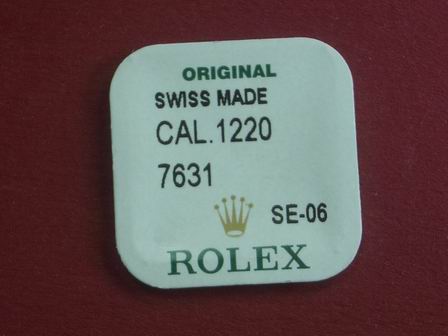 ORIGINAL
SWISS MADE
CAL.1220
7631
SE-06
ROLEX